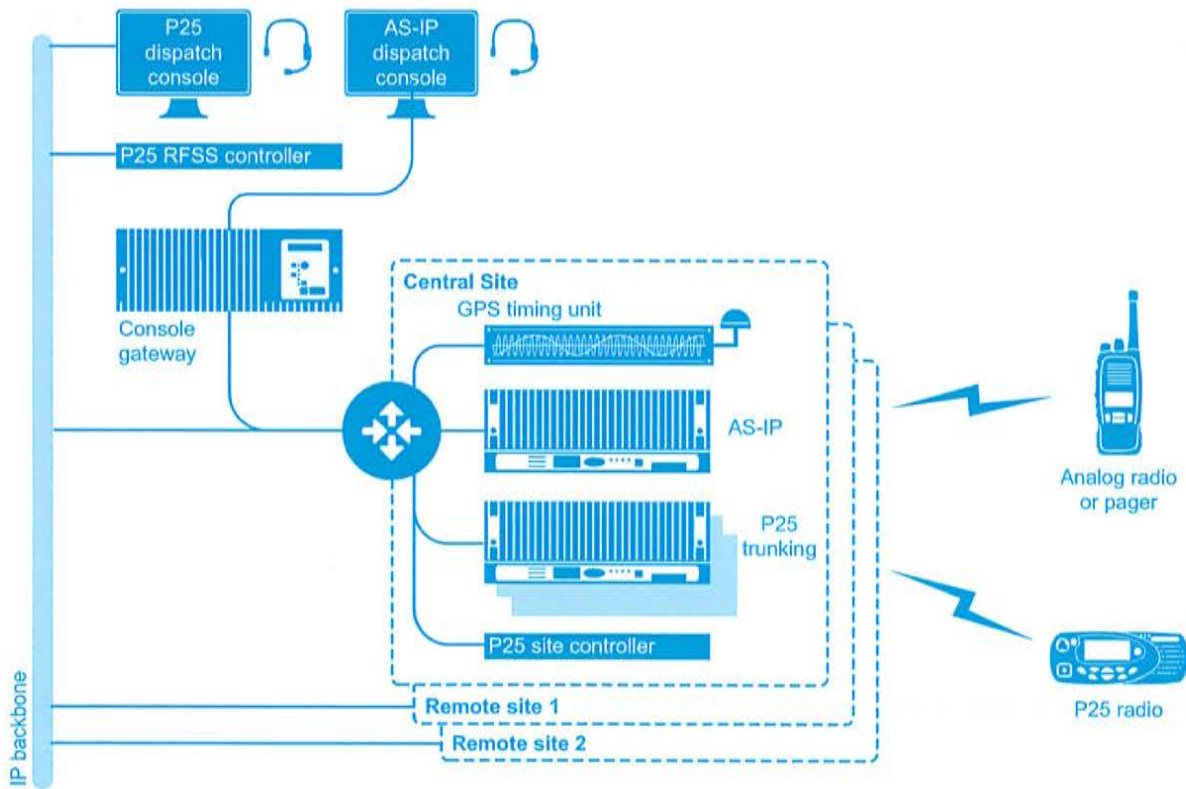 P25
dispatch
console
AS-IP
dispatch
console
P25 RFSS controller
Console
gateway
Central Site
GPS timing unit
AS-IP
P25
trunking
P25 site controller
Remote site 1
Remote site 2
Analog radio
or pager
P25 radio
IP backbone